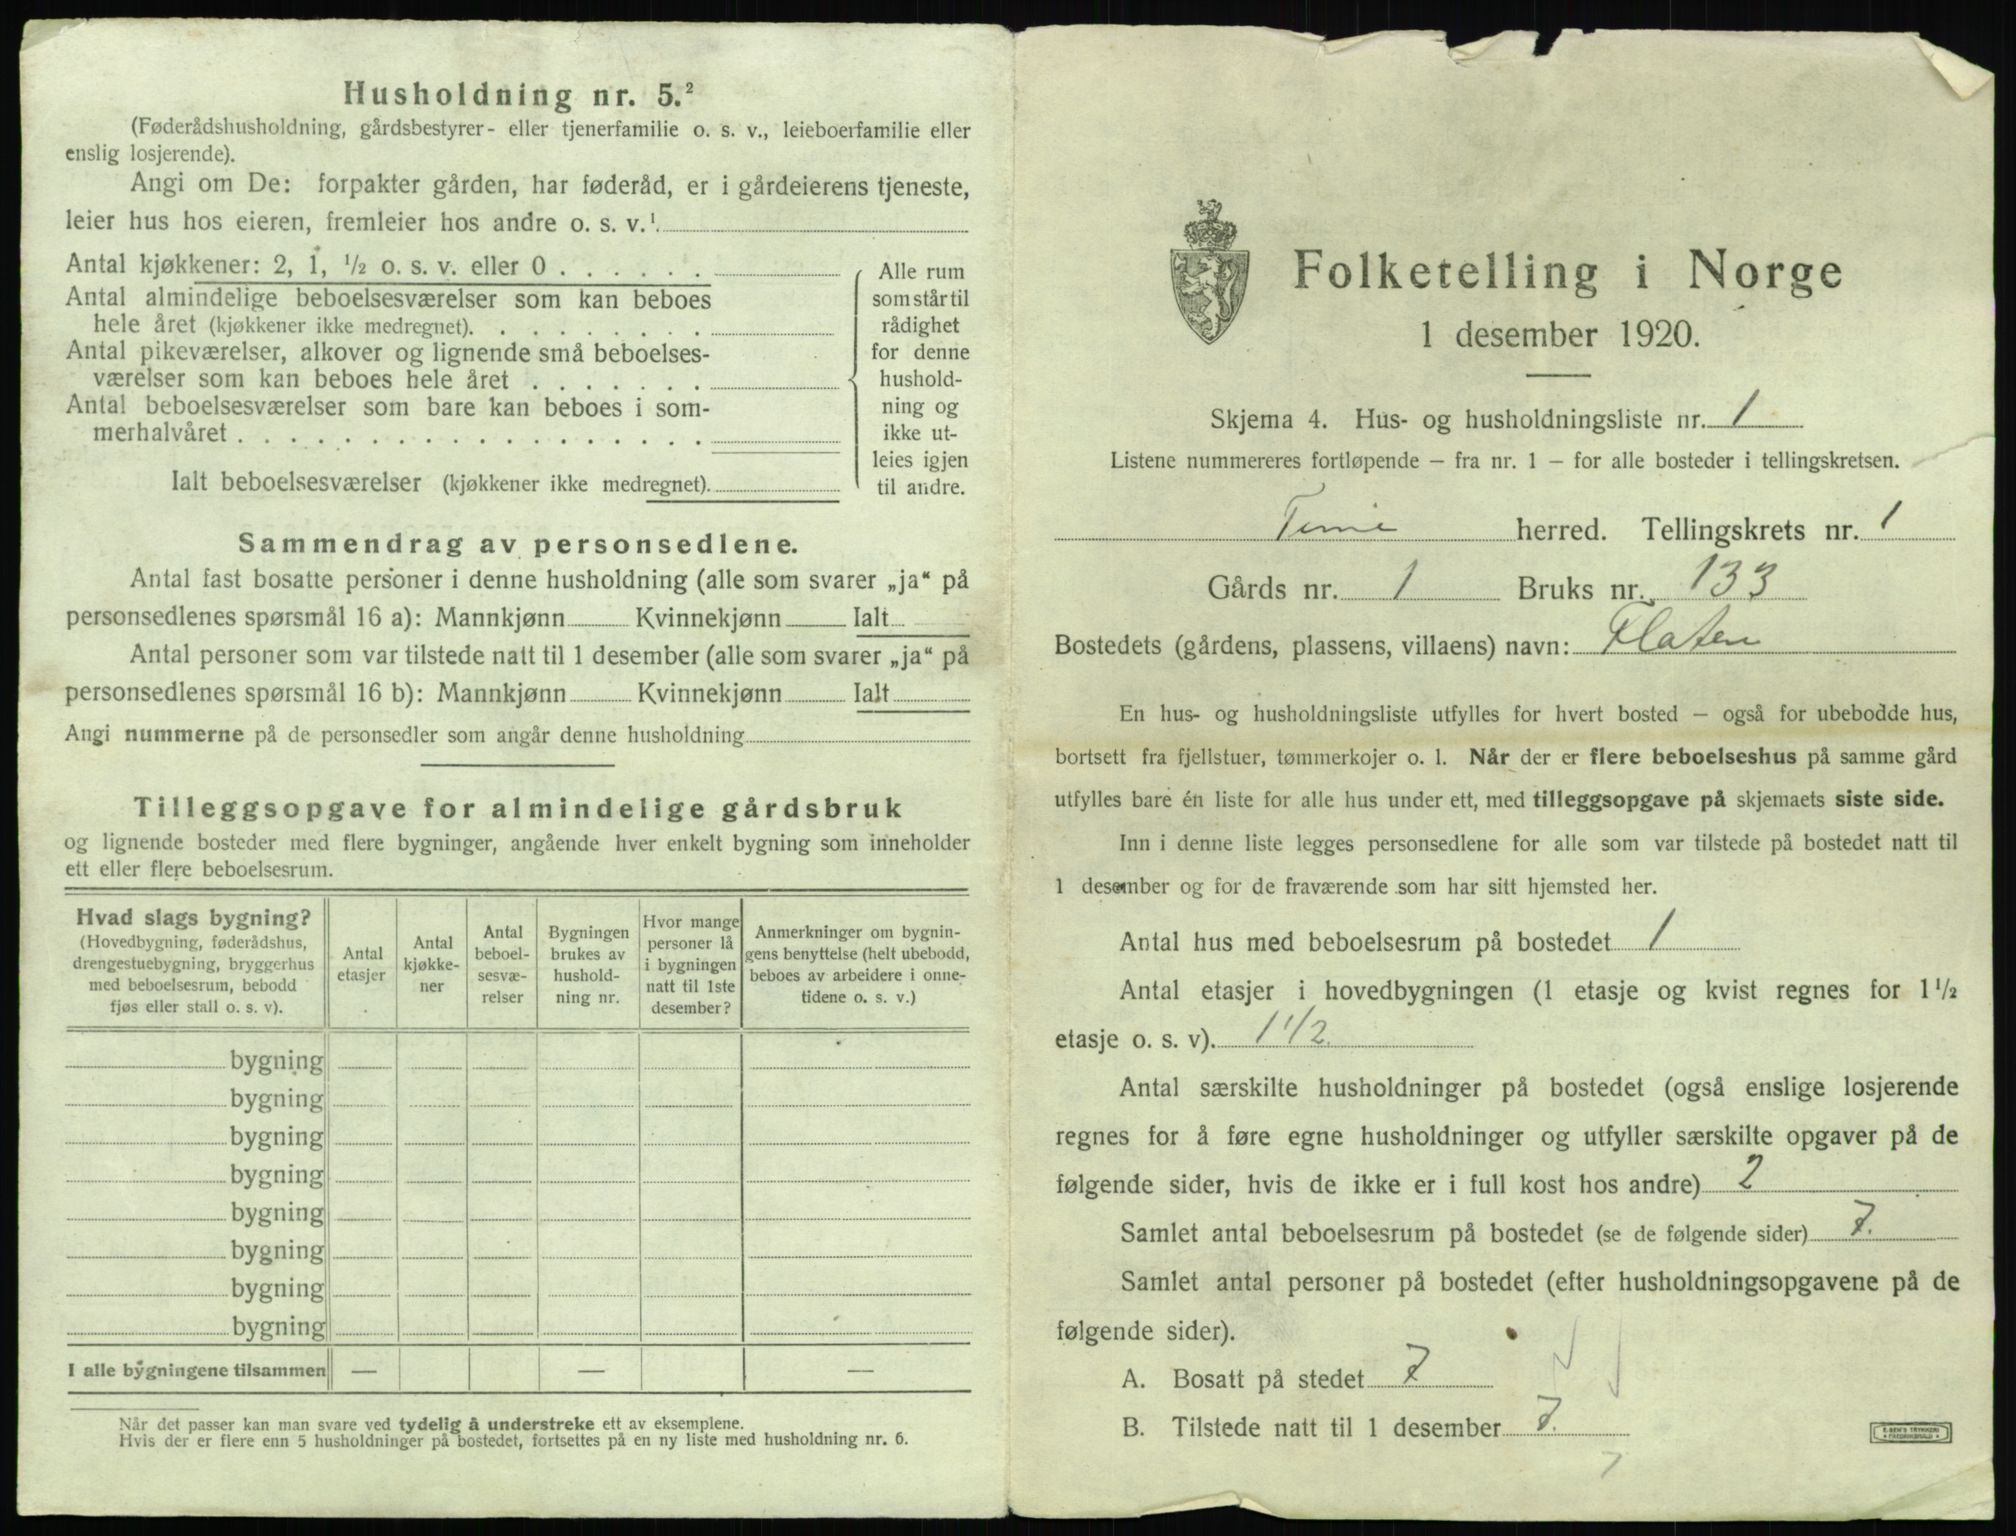 Husholdning nr. 5.²
(Føderådshusholdning, gårdsbestyrer- eller tjenerfamilie o. s. v., leieboerfamilie eller
enslig losjerende).
Angi om De: forpakter gården, har føderåd, er i gårdeierens tjeneste,
leier hus hos eieren, fremleier hos andre o. s. v.¹.
Antal kjøkkener: 2, 1, ½ o. s. v. eller 0 . . . . . .
Antal almindelige beboelsesværelser som kan beboes
hele året (kjøkkener ikke medregnet). . . . . . . . .
Antal pikeværelser, alkover og lignende små beboelses-
værelser som kan beboes hele året . . . . . . .
Antal beboelsesværelser som bare kan beboes i som-
merhalvåret . . . . . . . . . . . . . . . . . .
Ialt beboelsesværelser (kjøkkener ikke medregnet).
Alle rum
som står til
rådighet
for denne
hushold-
ning og
ikke ut-
leies igjen
til andre.
Sammendrag av personsedlene.
Antal fast bosatte personer i denne husholdning (alle som svarer „ja“ på
personsedlenes spørsmål 16 a): Mannkjønn Kvinnekjønn Ialt
Antal personer som var tilstede natt til 1 desember (alle som svarer „ja“ på
personsedlenes spørsmål 16 b): Mannkjønn Kvinnekjønn Ialt
Angi nummerne på de personsedler som angår denne husholdning
Tilleggsopgave for almindelige gårdsbruk
og lignende bosteder med flere bygninger, angående hver enkelt bygning som inneholder
ett eller flere beboelsesrum.
Hvad slags bygning?
(Hovedbygning, føderådshus,
drengestuebygning, bryggerhus
med beboelsesrum, bebodd
fjøs eller stall o. s. v).
Antal
etasjer
Antal
kjøkke-
ner
Antal
beboel-
sesvæ-
relser
Bygningen
brukes av
hushold-
ning nr.
Hvor mange
personer lå
i bygningen
natt til 1ste
desember?
Anmerkninger om bygnin-
gens benyttelse (helt ubebodd,
beboes av arbeidere i onne-
tidene o. s. v.)
bygning
bygning
bygning
bygning
bygning
bygning
bygning
bygning
I alle bygningene tilsammen — — —
Når det passer kan man svare ved tydelig å understreke ett av eksemplene.
Hvis der er flere enn 5 husholdninger på bostedet, fortsettes på en ny liste med husholdning nr. 6.
Folketelling i Norge
1 desember 1920.
Skjema 4. Hus- og husholdningsliste nr. 1
Listene nummereres fortløpende – fra nr. 1 – for alle bosteder i tellingskretsen.
Time herred. Tellingskrets nr. 1
Gårds nr. 1 Bruks nr. 133
Bostedets (gårdens, plassens, villaens) navn: Flaten
En hus- og husholdningsliste utfylles for hvert bosted – også for ubebodde hus,
bortsett fra fjellstuer, tømmerkojer o. l. Når der er flere beboelseshus på samme gård
utfylles bare én liste for alle hus under ett, med tilleggsopgave på skjemaets siste side.
Inn i denne liste legges personsedlene for alle som var tilstede på bostedet natt til
1 desember og for de fraværende som har sitt hjemsted her.
Antal hus med beboelsesrum på bostedet 1
Antal etasjer i hovedbygningen (1 etasje og kvist regnes for 1½
etasje o. s. v). 1 1/2.
Antal særskilte husholdninger på bostedet (også enslige losjerende
regnes for å føre egne husholdninger og utfyller særskilte opgaver på de
følgende sider, hvis de ikke er i full kost hos andre) 2
Samlet antal beboelsesrum på bostedet (se de følgende sider) 7.
Samlet antal personer på bostedet (efter husholdningsopgavene på de
følgende sider).
A. Bosatt på stedet 7
B. Tilstede natt til 1 desember 7.